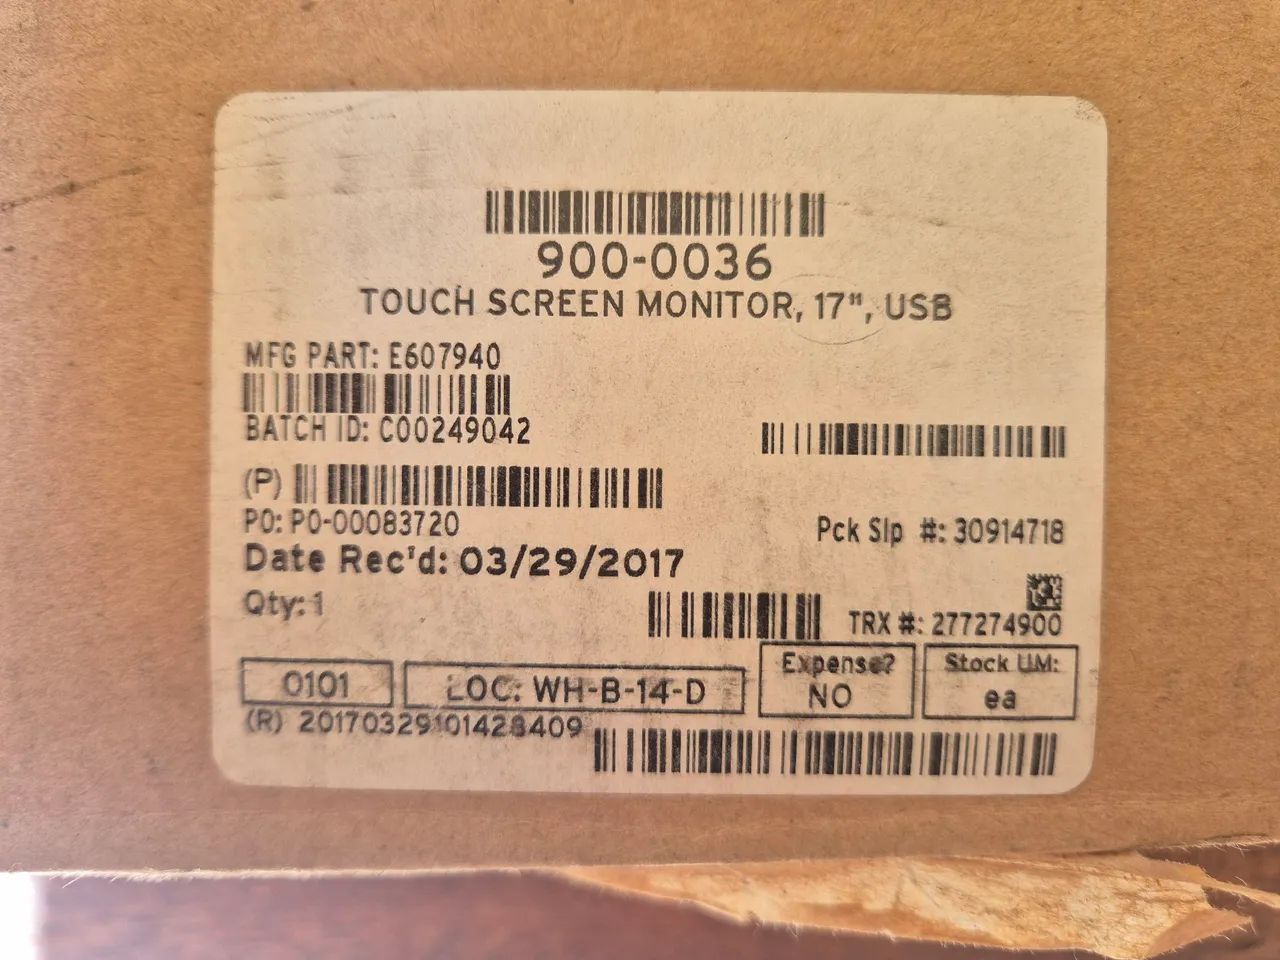 900-0036
TOUCH SCREEN MONITOR, 17", USB
MFG PART: E607940
BATCH ID: C00249042
(P)
PO: PO-00083720
Pck Slp #: 30914718
Date Rec'd: 03/29/2017
Qty: 1
TRX #: 277274900
0101
LOC: WH-B-14-D
Expense?
NO
Stock UM:
ea
(R) 20170329101428409